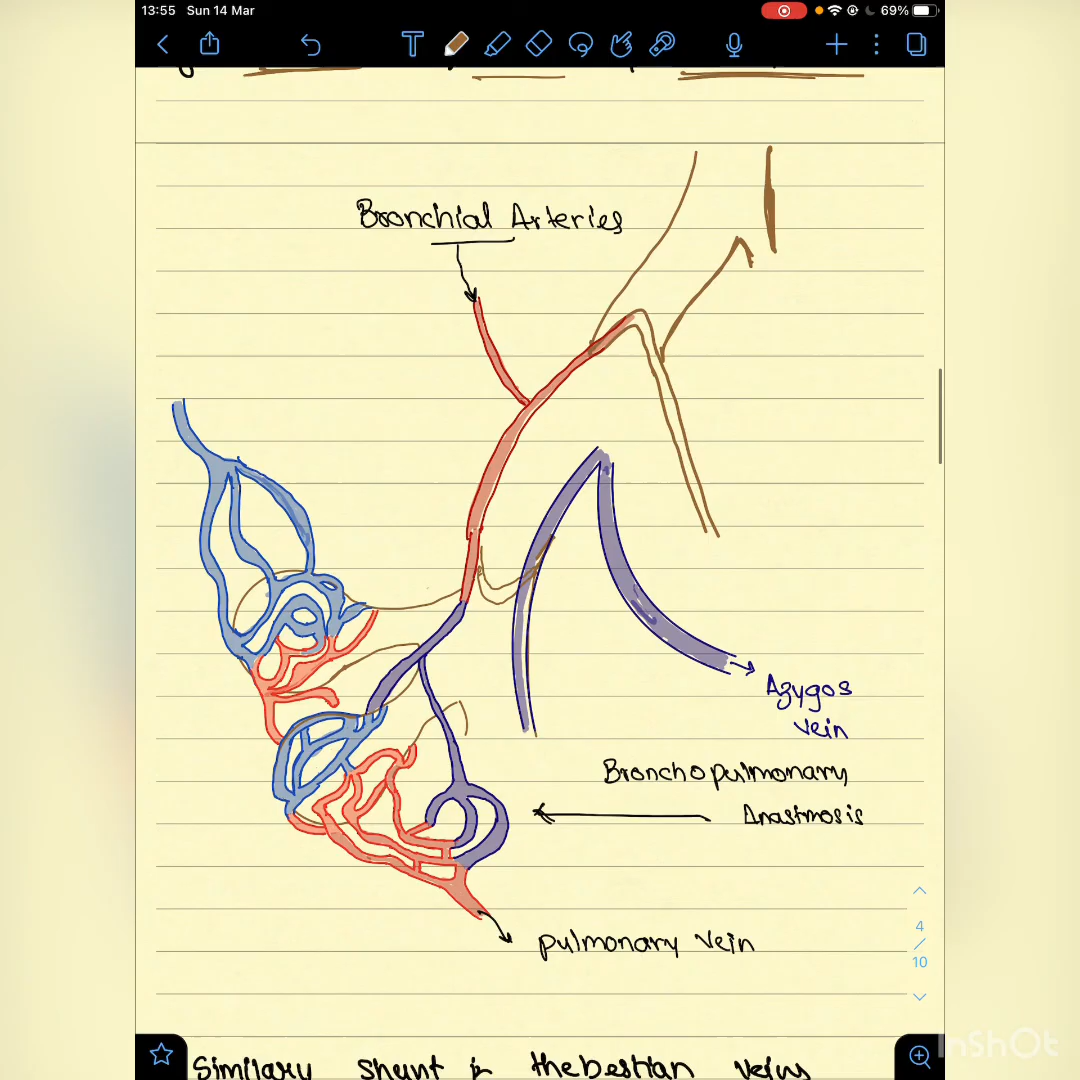 13:55 Sun 14 Mar
69%
Bronchial Arteries
Azygos
vein
Bronchopulmonary
Anastmosis
pulmonary vein
4
/
10
Similary shunt in thebestian veins
InShOt